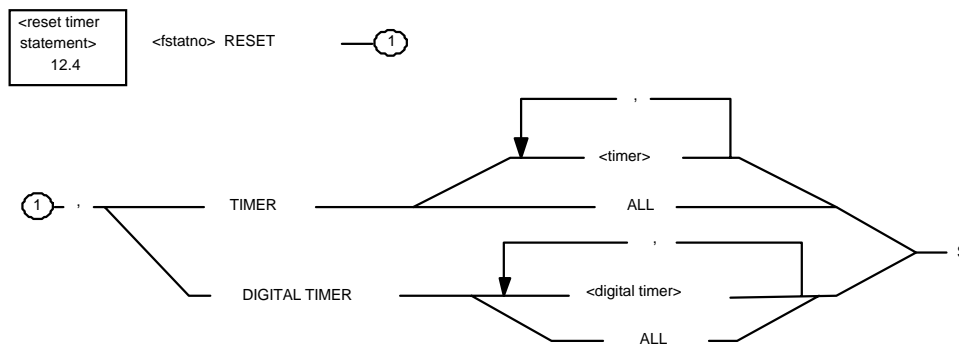 <reset timer
statement>
12.4
<fstatno> RESET
1
,
<timer>
1 , TIMER
ALL
,
DIGITAL TIMER
<digital timer>
ALL